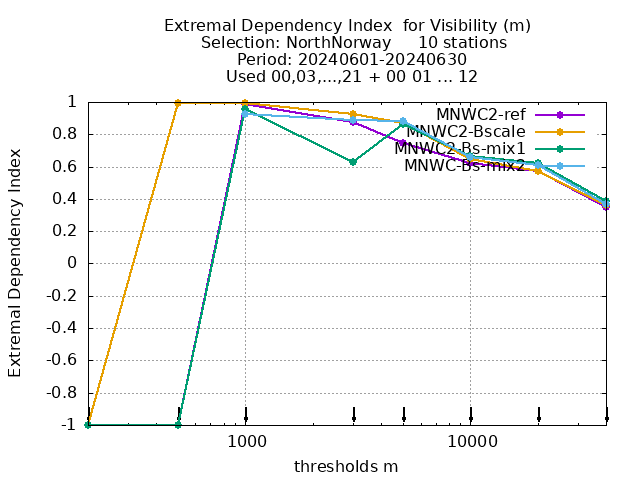 Extremal Dependency Index  for Visibility (m)
Selection: NorthNorway     10 stations
Period: 20240601-20240630
Used 00,03,...,21 + 00 01 ... 12
MNWC2-ref
MNWC2-Bscale
MNWC2-Bs-mix1
MNWC-Bs-mix2
Extremal Dependency Index
1
0.8
0.6
0.4
0.2
0
-0.2
-0.4
-0.6
-0.8
-1
1000
10000
thresholds m